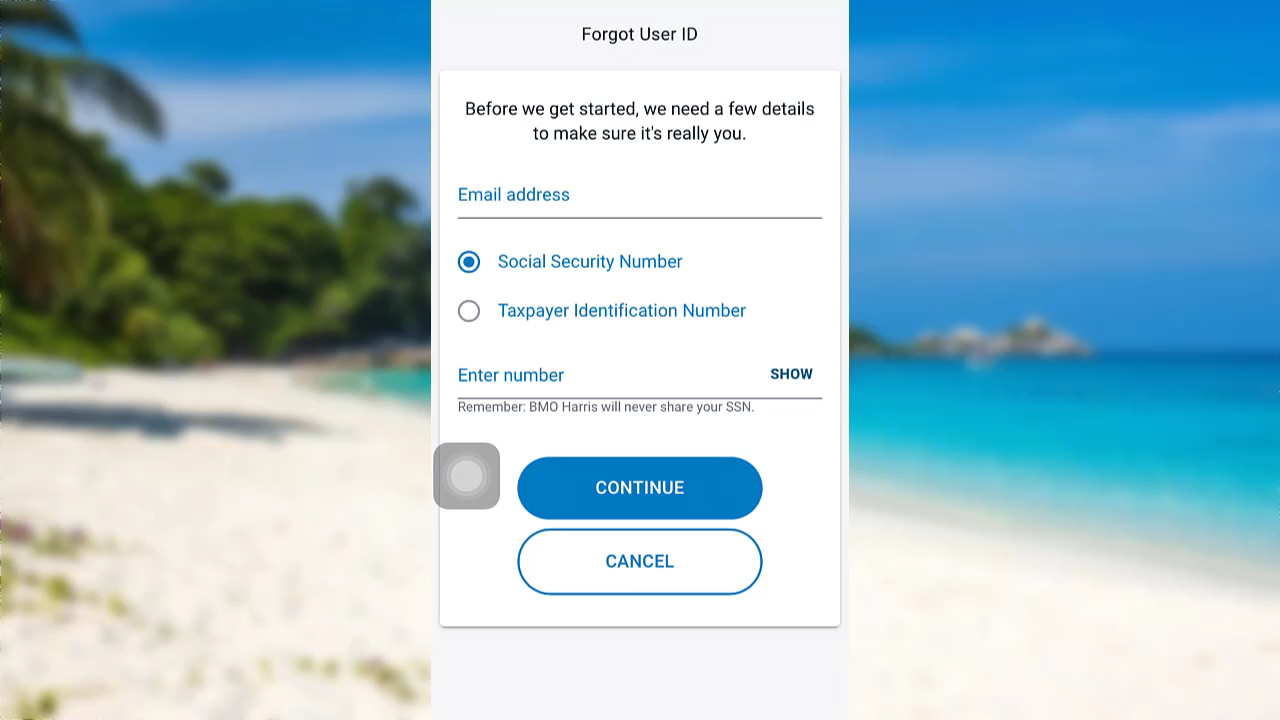 Forgot User ID
Before we get started, we need a few details
to make sure it's really you.
Email address
Social Security Number
Taxpayer Identification Number
Enter number SHOW
Remember: BMO Harris will never share your SSN.
CONTINUE
CANCEL